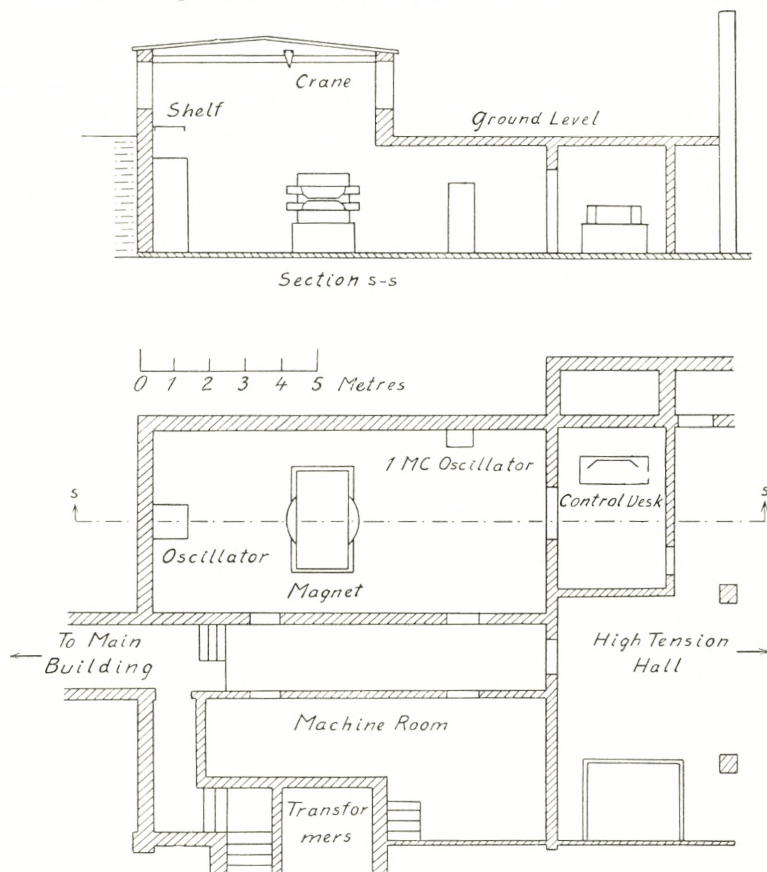 Crane
Shelf
Ground Level
Section s-s
0 1 2 3 4 5 Metres
1 MC Oscillator
s
s
Control Desk
Oscillator
Magnet
To Main
Building
High Tension
Hall
Machine Room
Transfor
mers